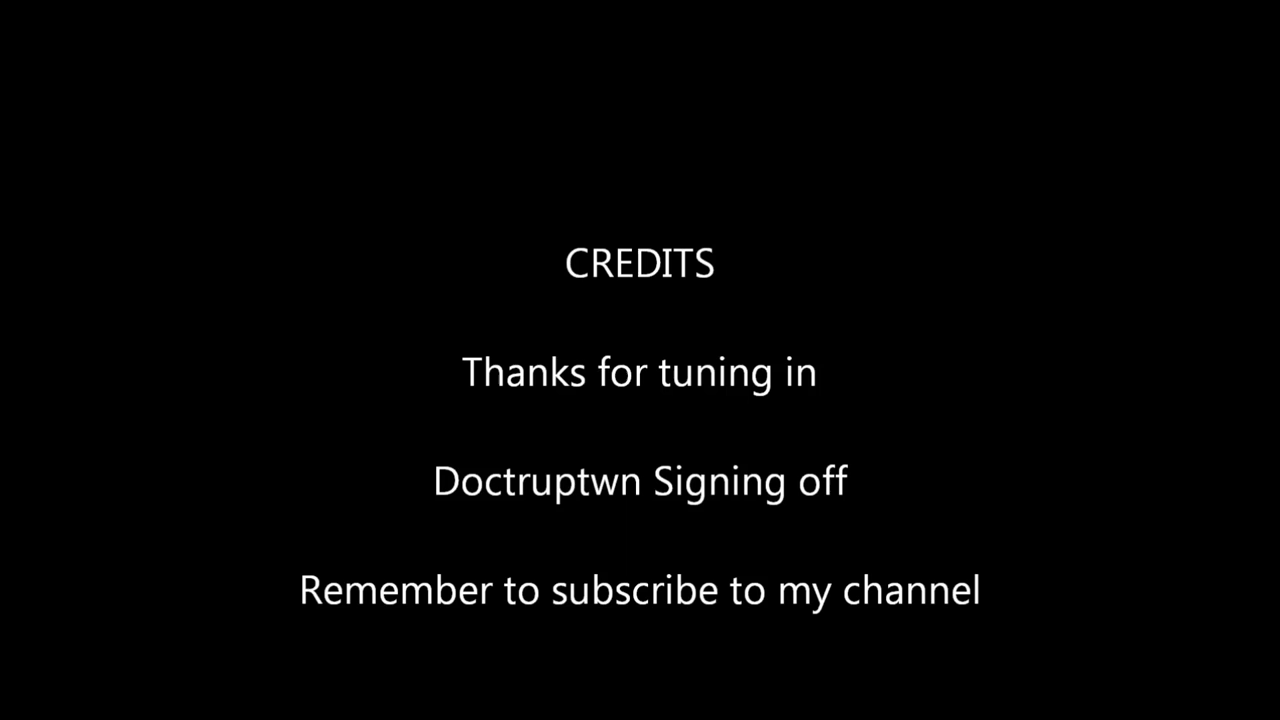 CREDITS
Thanks for tuning in
Doctruptwn Signing off
Remember to subscribe to my channel